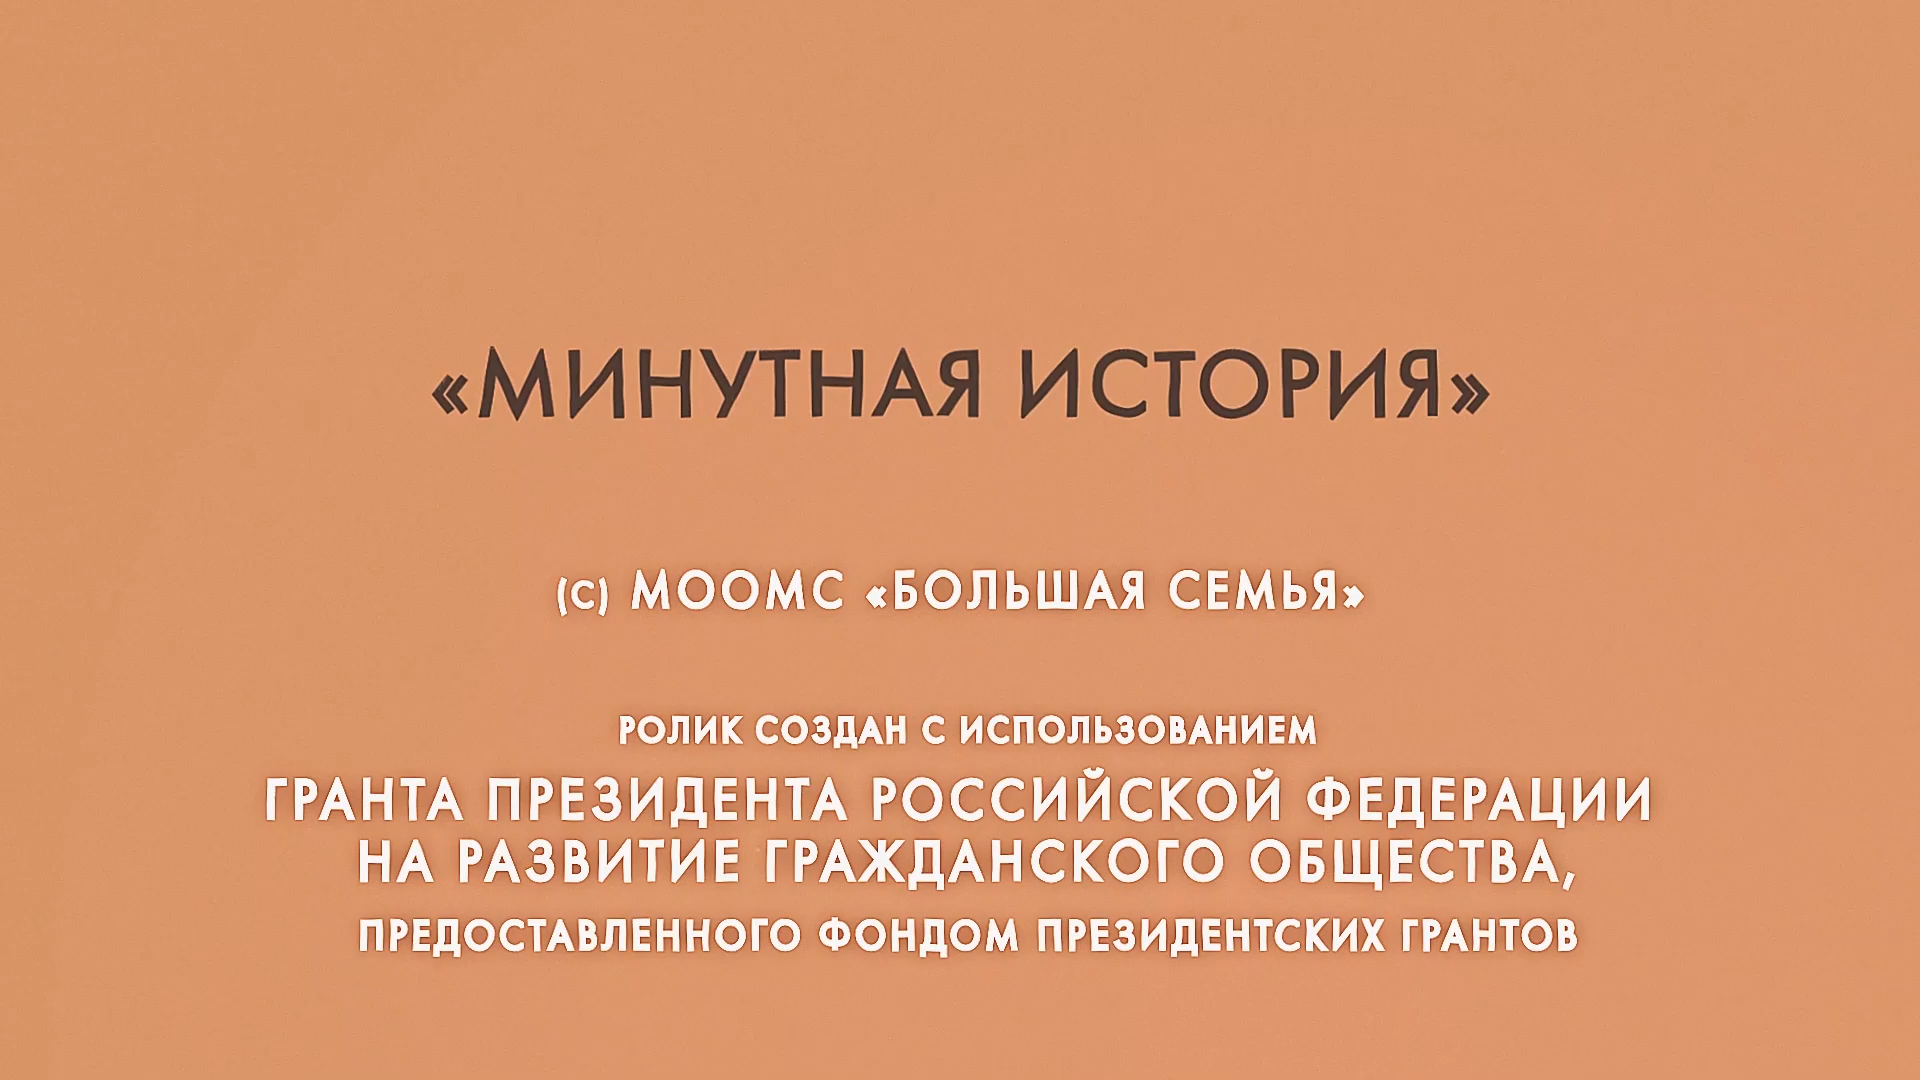 «МИНУТНАЯ ИСТОРИЯ»
(С) МООМС «БОЛЬШАЯ СЕМЬЯ»
РОЛИК СОЗДАН С ИСПОЛЬЗОВАНИЕМ
ГРАНТА ПРЕЗИДЕНТА РОССИЙСКОЙ ФЕДЕРАЦИИ
НА РАЗВИТИЕ ГРАЖДАНСКОГО ОБЩЕСТВА,
ПРЕДОСТАВЛЕННОГО ФОНДОМ ПРЕЗИДЕНТСКИХ ГРАНТОВ